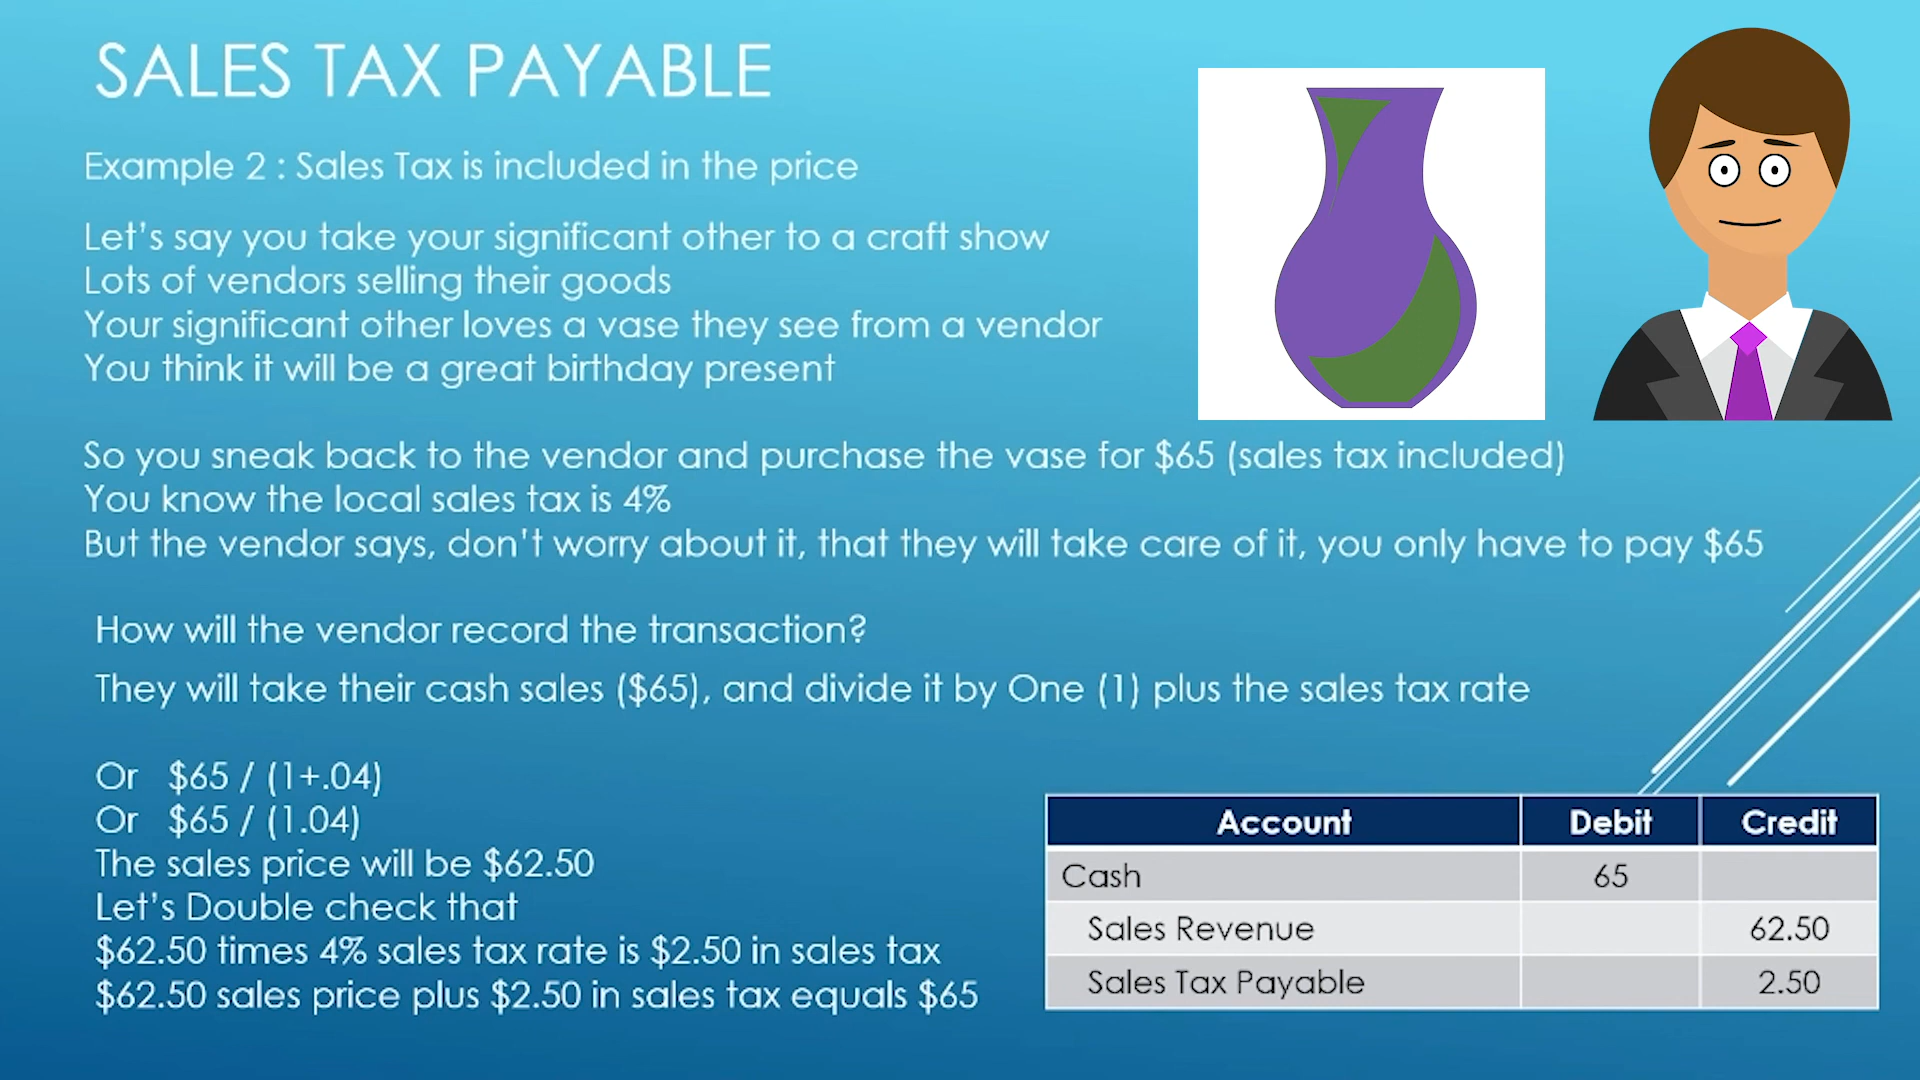 SALES TAX PAYABLE
Example 2 : Sales Tax is included in the price
Let's say you take your significant other to a craft show
Lots of vendors selling their goods
Your significant other loves a vase they see from a vendor
You think it will be a great birthday present
So you sneak back to the vendor and purchase the vase for $65 (sales tax included)
You know the local sales tax is 4%
But the vendor says, don't worry about it, that they will take care of it, you only have to pay $65
How will the vendor record the transaction?
They will take their cash sales ($65), and divide it by One (1) plus the sales tax rate
Or $65 / (1+.04)
Or $65 / (1.04)
The sales price will be $62.50
Let's Double check that
$62.50 times 4% sales tax rate is $2.50 in sales tax
$62.50 sales price plus $2.50 in sales tax equals $65
Account Debit Credit
Cash 65
Sales Revenue 62.50
Sales Tax Payable 2.50